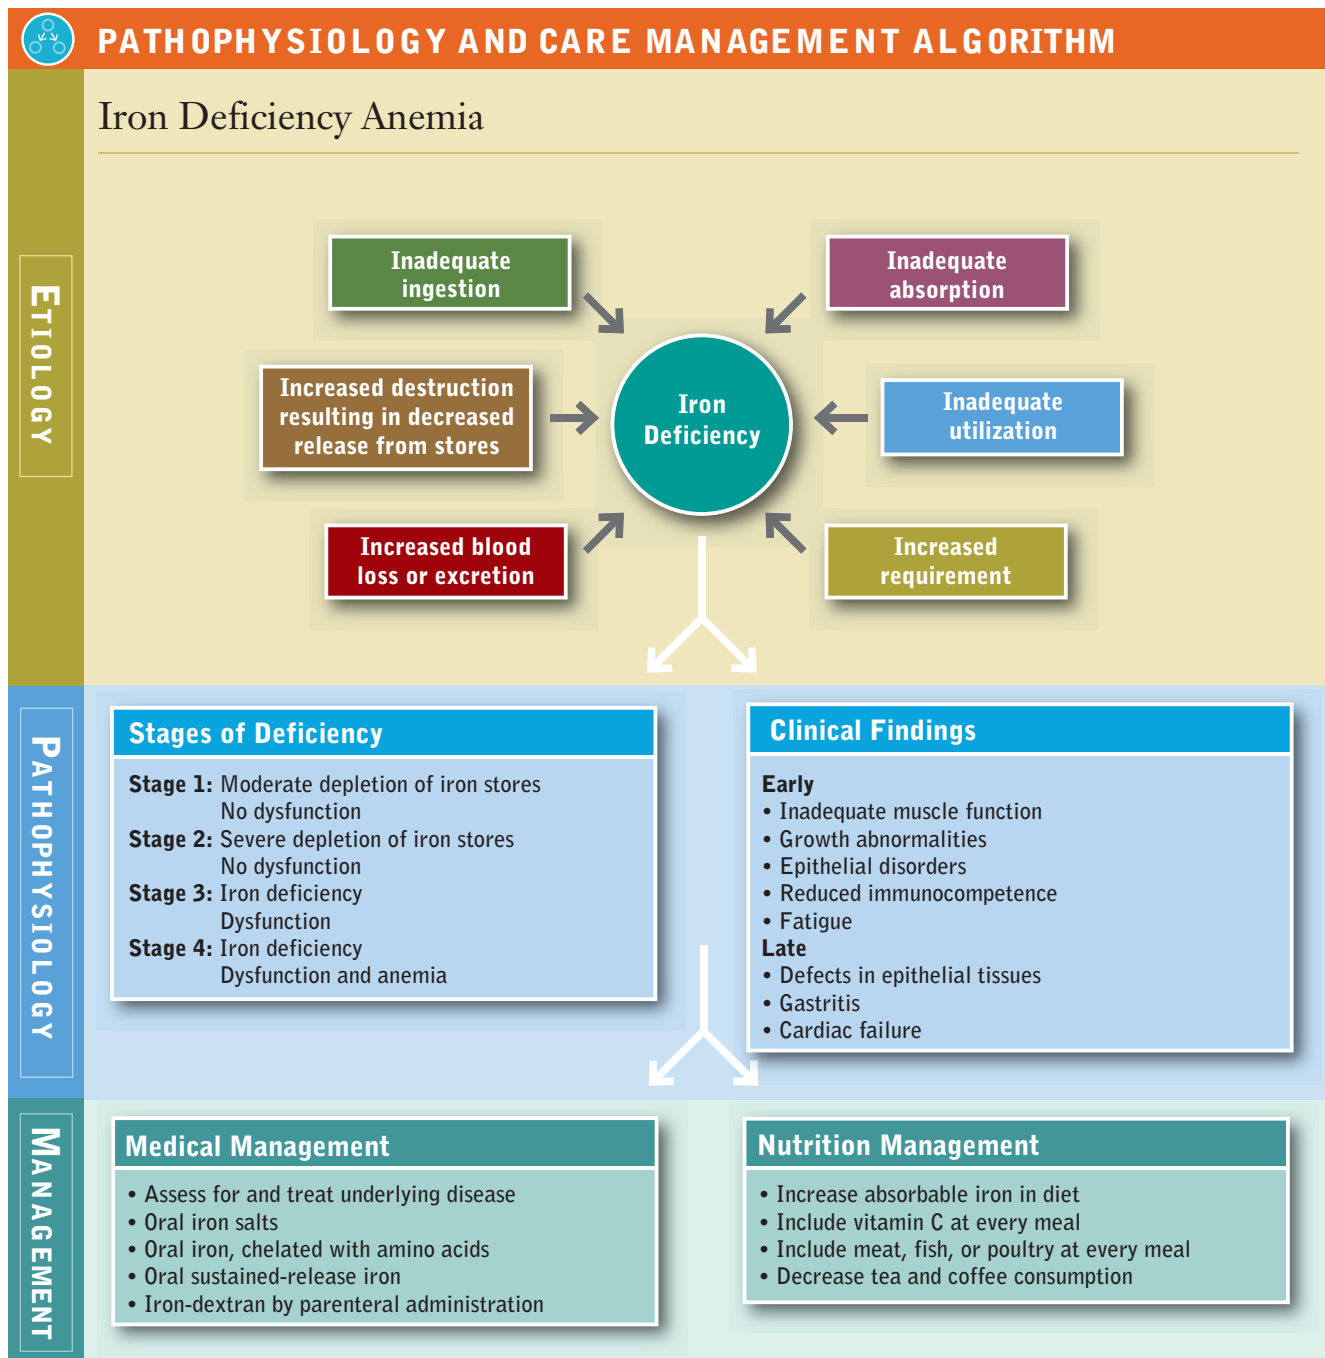 PATHOPHYSIOLOGY AND CARE MANAGEMENT ALGORITHM
Iron Deficiency Anemia
ETIOLOGY
Inadequate
ingestion
Inadequate
absorption
Increased destruction
resulting in decreased
release from stores
Iron
Deficiency
Inadequate
utilization
Increased blood
loss or excretion
Increased
requirement
PATHOPHYSIOLOGY
Stages of Deficiency
Stage 1: Moderate depletion of iron stores
No dysfunction
Stage 2: Severe depletion of iron stores
No dysfunction
Stage 3: Iron deficiency
Dysfunction
Stage 4: Iron deficiency
Dysfunction and anemia
Clinical Findings
Early
• Inadequate muscle function
• Growth abnormalities
• Epithelial disorders
• Reduced immunocompetence
• Fatigue
Late
• Defects in epithelial tissues
• Gastritis
• Cardiac failure
MANAGEMENT
Medical Management
• Assess for and treat underlying disease
• Oral iron salts
• Oral iron, chelated with amino acids
• Oral sustained-release iron
• Iron-dextran by parenteral administration
Nutrition Management
• Increase absorbable iron in diet
• Include vitamin C at every meal
• Include meat, fish, or poultry at every meal
• Decrease tea and coffee consumption